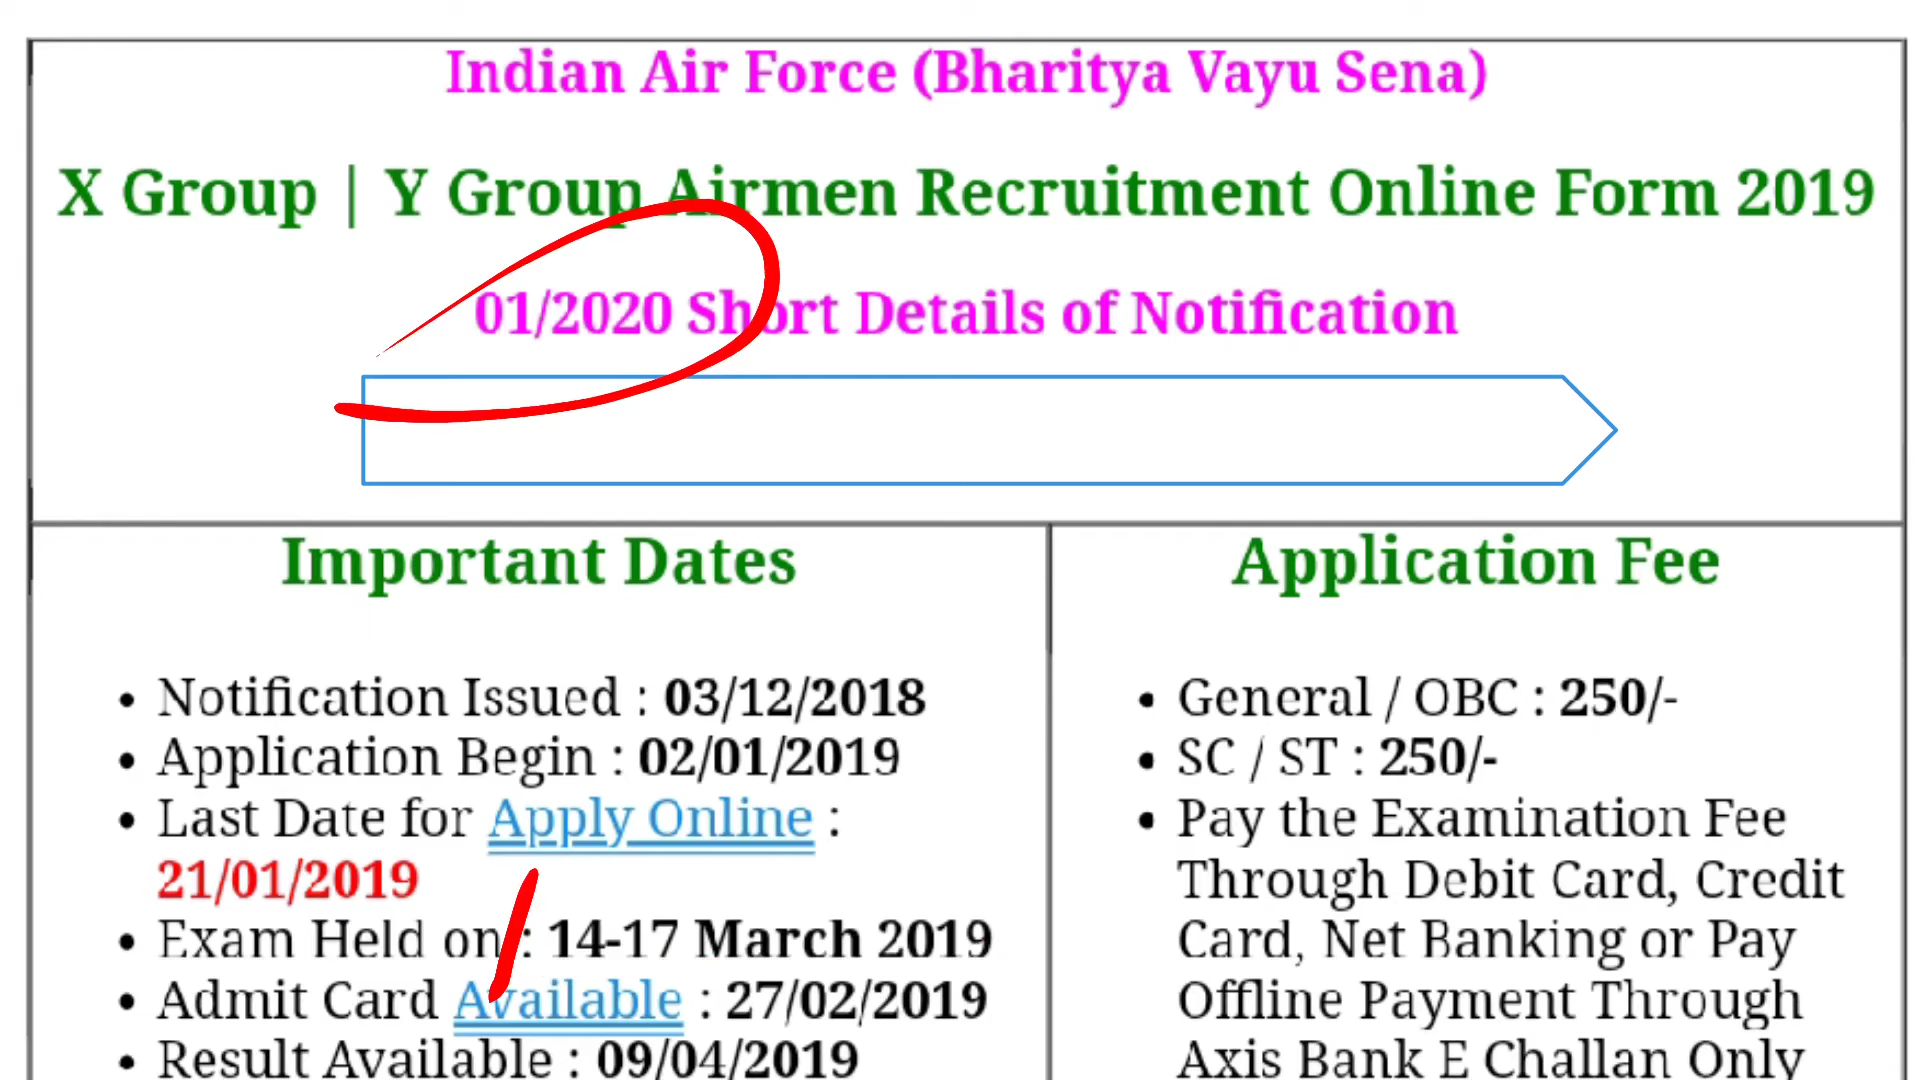 Indian Air Force (Bharitya Vayu Sena)
X Group | Y Group Airmen Recruitment Online Form 2019
01/2020 Short Details of Notification
Important Dates
• Notification Issued : 03/12/2018
• Application Begin : 02/01/2019
• Last Date for Apply Online :
21/01/2019
• Exam Held on : 14-17 March 2019
• Admit Card Available : 27/02/2019
• Result Available : 09/04/2019
Application Fee
• General / OBC : 250/-
• SC / ST : 250/-
• Pay the Examination Fee
Through Debit Card, Credit
Card, Net Banking or Pay
Offline Payment Through
Axis Bank E Challan Only